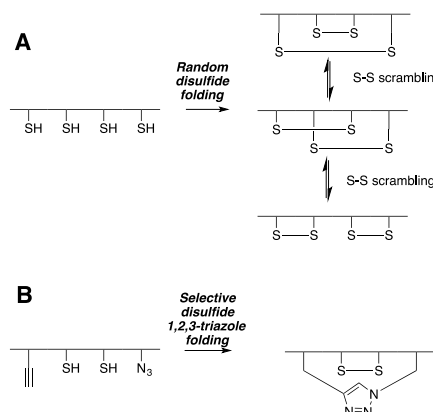 A
S—S
S S
Random
disulfide
folding
S-S scramblin
SH SH SH SH
S S
S S
S-S scrambling
S—S S—S
B
Selective
disulfide
1,2,3-triazole
folding
SH SH N3
S—S
N
N=N